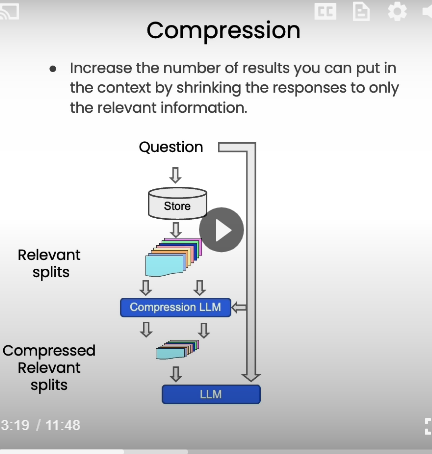 CC
Compression
• Increase the number of results you can put in
the context by shrinking the responses to only
the relevant information.
Question
Store
Relevant
splits
Compression LLM
Compressed
Relevant
splits
LLM
3:19 / 11:48